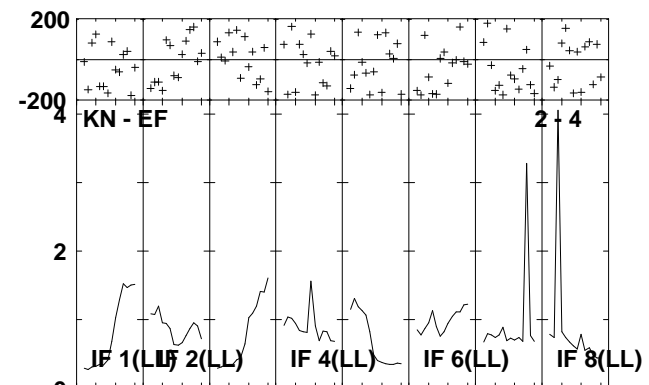 200
-200
4
KN - EF
2 - 4
2
IF 1(LL)
IF 2(LL)
IF 4(LL)
IF 6(LL)
IF 8(LL)